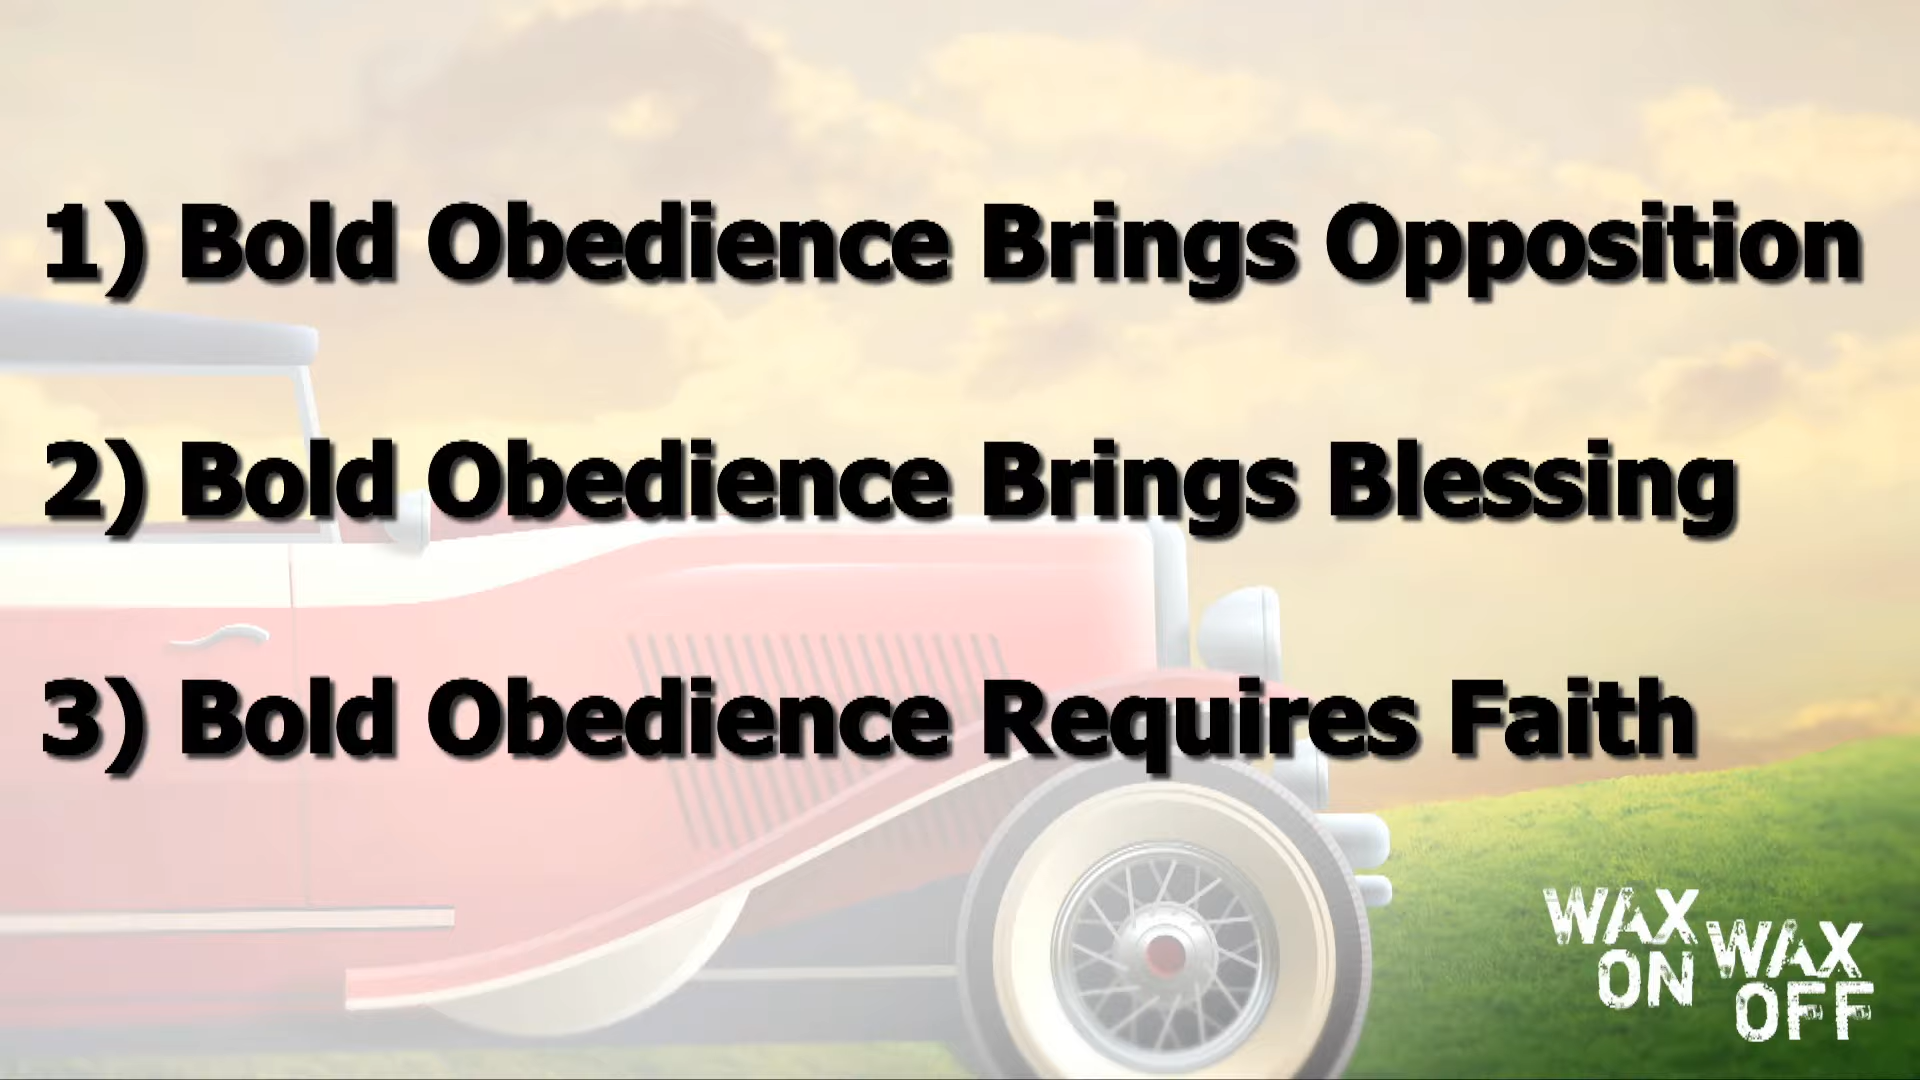 1) Bold Obedience Brings Opposition
2) Bold Obedience Brings Blessing
3) Bold Obedience Requires Faith
WAX
ON
WAX
OFF